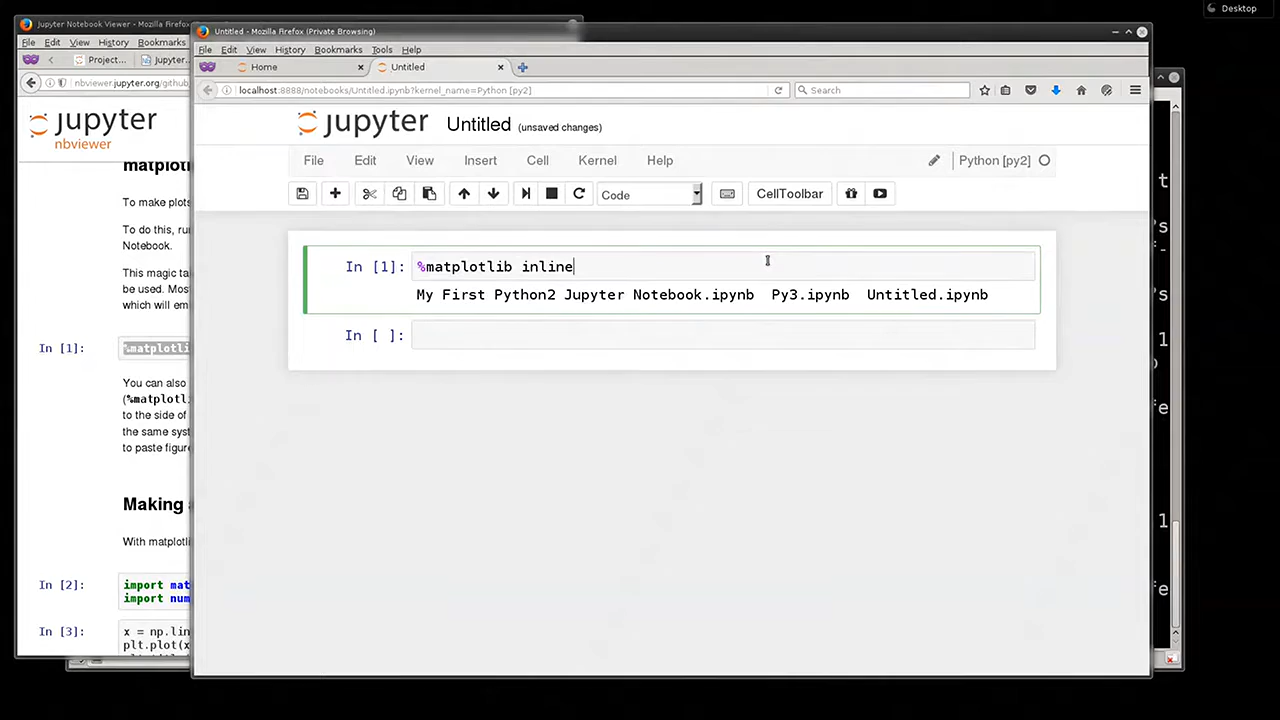 Desktop
Jupyter Notebook Viewer - Mozilla Firefox
File Edit View History Bookmarks
Project... Jupyter...
nbviewer.jupyter.org/github
jupyter
nbviewer
To make plots
To do this, run
Notebook.
This magic ta
be used. Most
which will em
In [1]:
You can also
to the side of
the same syst
to paste figure
Making
With matplotli
In [2]: import mat
import num
In [3]: x = np.lin
plt.plot(x
Untitled - Mozilla Firefox (Private Browsing)
File Edit View History Bookmarks Tools Help
Home Untitled
localhost:8888/notebooks/Untitled.ipynb?kernel_name=Python [py2] Search
jupyter Untitled (unsaved changes)
File Edit View Insert Cell Kernel Help Python [py2]
Code CellToolbar
In [1]: %matplotlib inline
My First Python2 Jupyter Notebook.ipynb Py3.ipynb Untitled.ipynb
In [ ]: